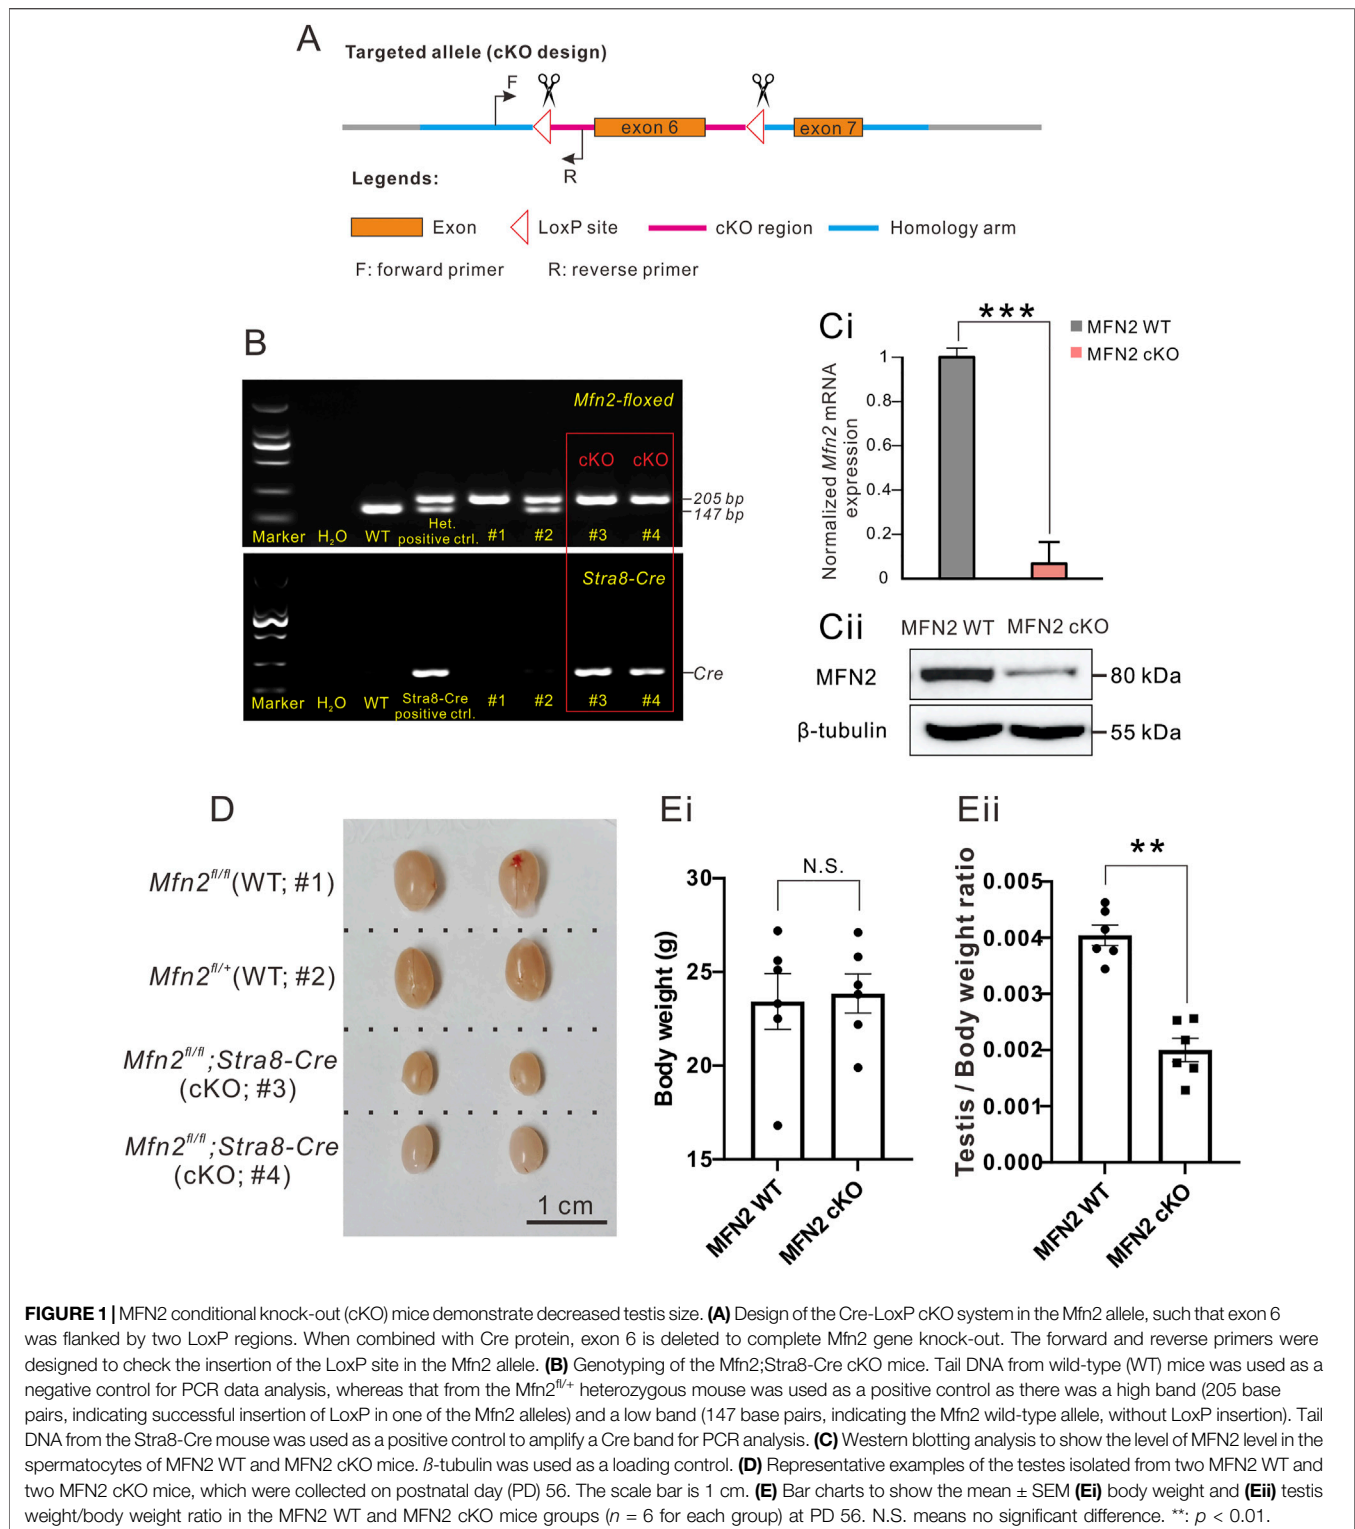 A
Targeted allele (cKO design)
F
exon 6
exon 7
R
Legends:
Exon
LoxP site
cKO region
Homology arm
F: forward primer
R: reverse primer
B
Mfn2-floxed
cKO
cKO
205 bp
147 bp
Marker
H₂O
WT
Het.
positive ctrl.
#1
#2
#3
#4
Stra8-Cre
Cre
Marker
H₂O
WT
Stra8-Cre
positive ctrl.
#1
#2
#3
#4
Ci
***
MFN2 WT
MFN2 cKO
Normalized Mfn2 mRNA
expression
1
0.8
0.6
0.4
0.2
0
Cii
MFN2 WT
MFN2 cKO
MFN2
80 kDa
β-tubulin
55 kDa
D
Mfn2^fl/fl (WT; #1)
Mfn2^fl/+ (WT; #2)
Mfn2^fl/fl;Stra8-Cre
(cKO; #3)
Mfn2^fl/fl;Stra8-Cre
(cKO; #4)
1 cm
Ei
N.S.
Body weight (g)
30
25
20
15
MFN2 WT
MFN2 cKO
Eii
**
Testis / Body weight ratio
0.005
0.004
0.003
0.002
0.001
0.000
MFN2 WT
MFN2 cKO
FIGURE 1 | MFN2 conditional knock-out (cKO) mice demonstrate decreased testis size. (A) Design of the Cre-LoxP cKO system in the Mfn2 allele, such that exon 6
was flanked by two LoxP regions. When combined with Cre protein, exon 6 is deleted to complete Mfn2 gene knock-out. The forward and reverse primers were
designed to check the insertion of the LoxP site in the Mfn2 allele. (B) Genotyping of the Mfn2;Stra8-Cre cKO mice. Tail DNA from wild-type (WT) mice was used as a
negative control for PCR data analysis, whereas that from the Mfn2^fl/+ heterozygous mouse was used as a positive control as there was a high band (205 base
pairs, indicating successful insertion of LoxP in one of the Mfn2 alleles) and a low band (147 base pairs, indicating the Mfn2 wild-type allele, without LoxP insertion). Tail
DNA from the Stra8-Cre mouse was used as a positive control to amplify a Cre band for PCR analysis. (C) Western blotting analysis to show the level of MFN2 level in the
spermatocytes of MFN2 WT and MFN2 cKO mice. β-tubulin was used as a loading control. (D) Representative examples of the testes isolated from two MFN2 WT and
two MFN2 cKO mice, which were collected on postnatal day (PD) 56. The scale bar is 1 cm. (E) Bar charts to show the mean ± SEM (Ei) body weight and (Eii) testis
weight/body weight ratio in the MFN2 WT and MFN2 cKO mice groups (n = 6 for each group) at PD 56. N.S. means no significant difference. **: p < 0.01.